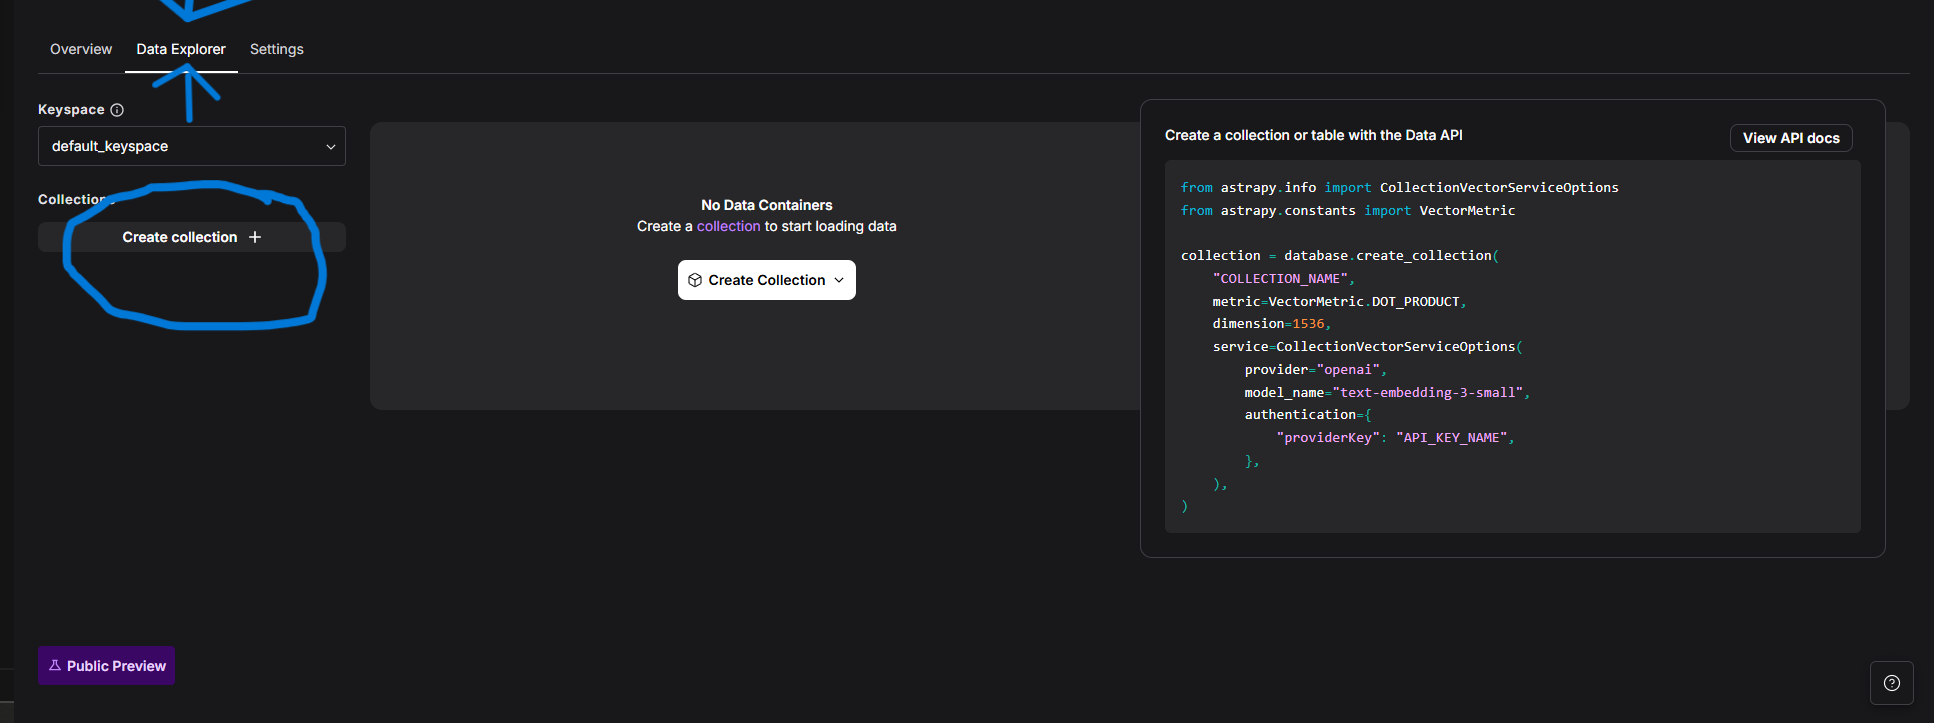 Overview Data Explorer Settings
Keyspace
default_keyspace
Collections
Create collection +
No Data Containers
Create a collection to start loading data
Create Collection
Create a collection or table with the Data API
View API docs
from astrapy.info import CollectionVectorServiceOptions
from astrapy.constants import VectorMetric
collection = database.create_collection(
"COLLECTION_NAME",
metric=VectorMetric.DOT_PRODUCT,
dimension=1536,
service=CollectionVectorServiceOptions(
provider="openai",
model_name="text-embedding-3-small",
authentication={
"providerKey": "API_KEY_NAME",
},
),
)
Public Preview